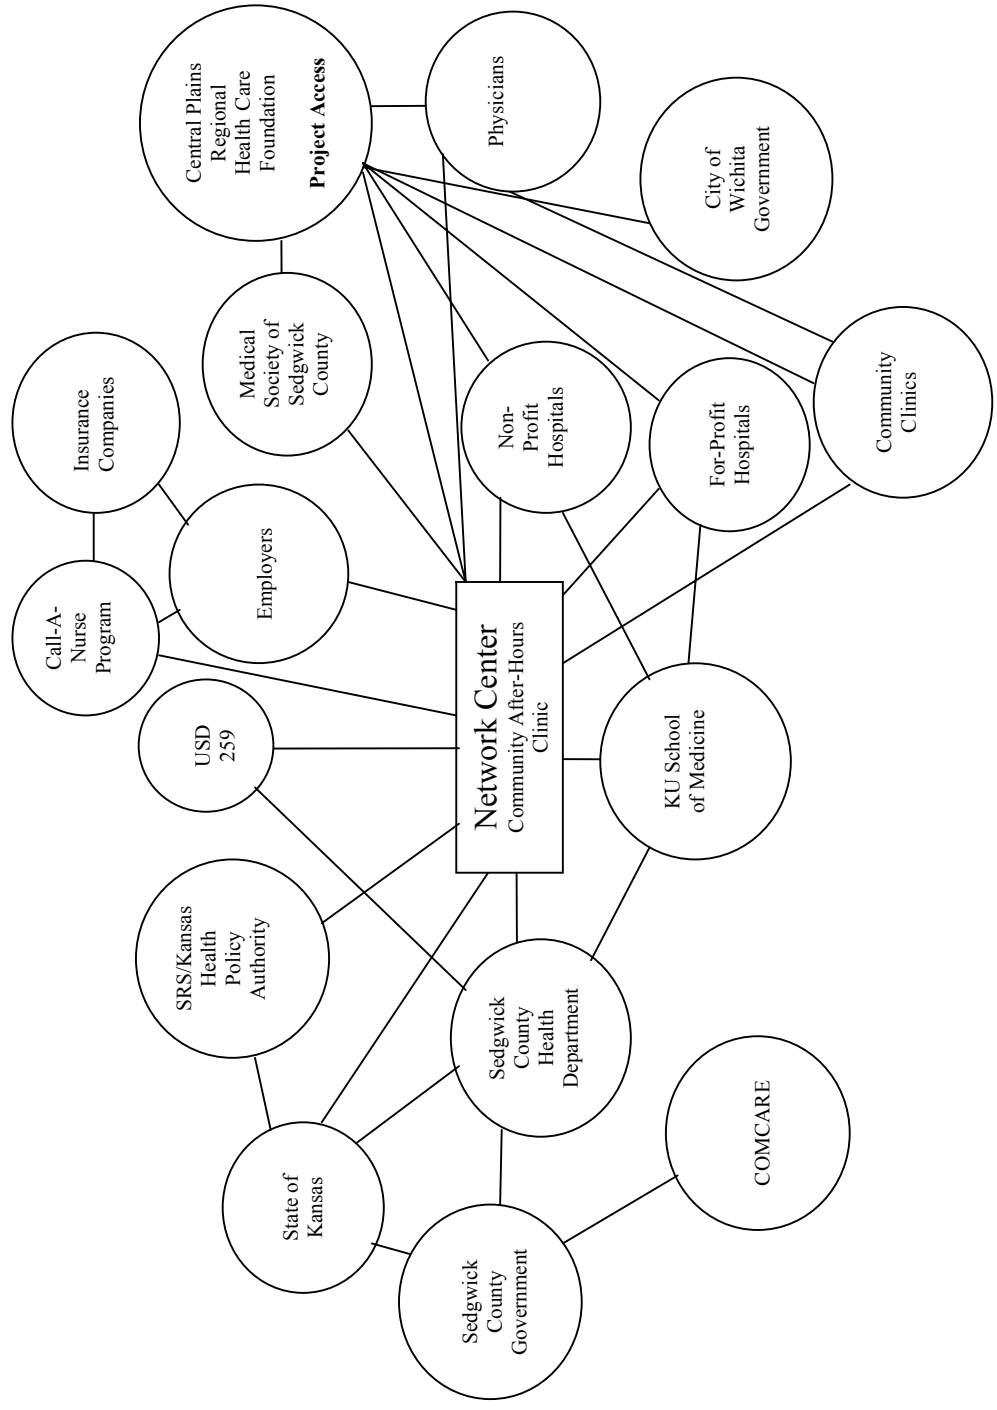 Insurance
Companies
Call-A-
Nurse
Program
Central Plains
Regional
Health Care
Foundation
Project Access
Medical
Society of
Sedgwick
County
Employers
USD
259
SRS/Kansas
Health
Policy
Authority
State of
Kansas
Physicians
Non-
Profit
Hospitals
Network Center
Community After-Hours
Clinic
Sedgwick
County
Health
Department
Sedgwick
County
Government
City of
Wichita
Government
For-Profit
Hospitals
KU School
of Medicine
COMCARE
Community
Clinics